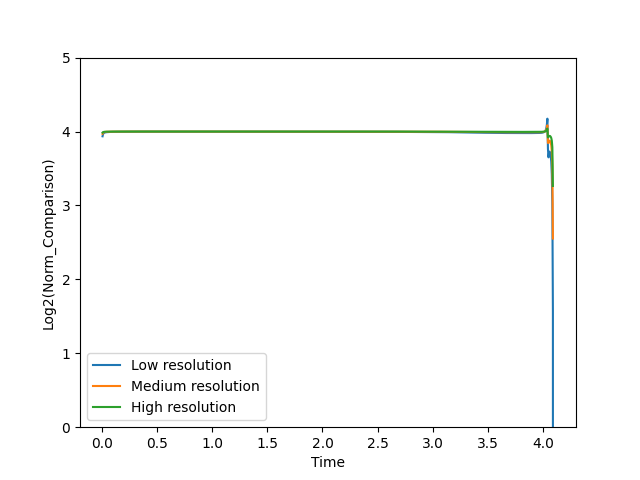 5
4
3
2
1
0
Log2(Norm_Comparison)
Low resolution
Medium resolution
High resolution
0.0 0.5 1.0 1.5 2.0 2.5 3.0 3.5 4.0
Time